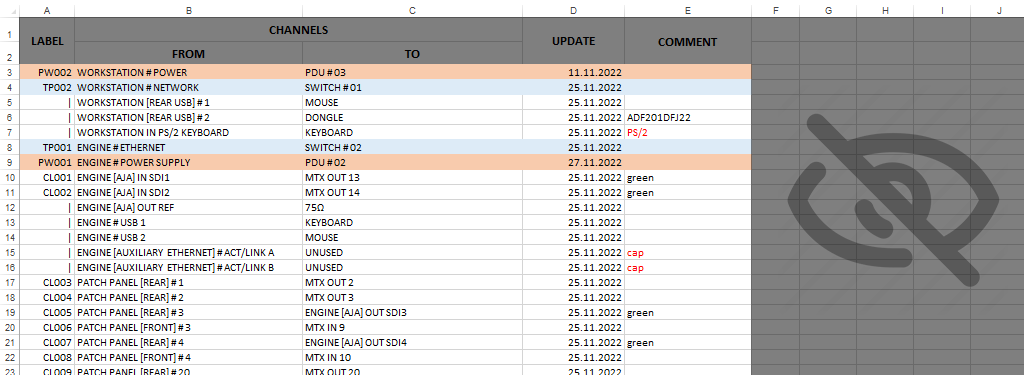 A B C D E F G H I J
1 LABEL CHANNELS UPDATE COMMENT
2 FROM TO
3 PW002 WORKSTATION # POWER PDU # 03 11.11.2022
4 TP002 WORKSTATION # NETWORK SWITCH # 01 25.11.2022
5 | WORKSTATION [REAR USB] # 1 MOUSE 25.11.2022
6 | WORKSTATION [REAR USB] # 2 DONGLE 25.11.2022 ADF201DFJ22
7 | WORKSTATION IN PS/2 KEYBOARD KEYBOARD 25.11.2022 PS/2
8 TP001 ENGINE # ETHERNET SWITCH # 02 25.11.2022
9 PW001 ENGINE # POWER SUPPLY PDU # 02 27.11.2022
10 CL001 ENGINE [AJA] IN SDI1 MTX OUT 13 25.11.2022 green
11 CL002 ENGINE [AJA] IN SDI2 MTX OUT 14 25.11.2022 green
12 | ENGINE [AJA] OUT REF 75Ω 25.11.2022
13 | ENGINE # USB 1 KEYBOARD 25.11.2022
14 | ENGINE # USB 2 MOUSE 25.11.2022
15 | ENGINE [AUXILIARY ETHERNET] # ACT/LINK A UNUSED 25.11.2022 cap
16 | ENGINE [AUXILIARY ETHERNET] # ACT/LINK B UNUSED 25.11.2022 cap
17 CL003 PATCH PANEL [REAR] # 1 MTX OUT 2 25.11.2022
18 CL004 PATCH PANEL [REAR] # 2 MTX OUT 3 25.11.2022
19 CL005 PATCH PANEL [REAR] # 3 ENGINE [AJA] OUT SDI3 25.11.2022 green
20 CL006 PATCH PANEL [FRONT] # 3 MTX IN 9 25.11.2022
21 CL007 PATCH PANEL [REAR] # 4 ENGINE [AJA] OUT SDI4 25.11.2022 green
22 CL008 PATCH PANEL [FRONT] # 4 MTX IN 10 25.11.2022
23 CL009 PATCH PANEL [REAR] # 20 MTX OUT 20 25.11.2022